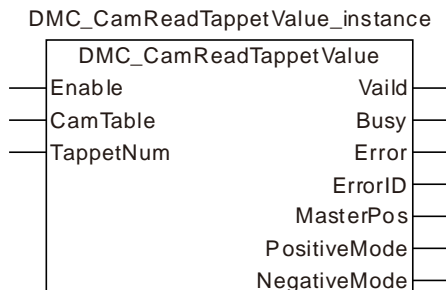 DMC_CamReadTappetValue_instance
DMC_CamReadTappetValue
Enable Vaild
CamTable Busy
TappetNum Error
ErrorID
MasterPos
PositiveMode
NegativeMode